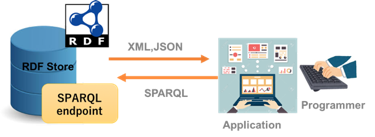 RDF
XML,JSON
RDF Store
SPARQL
endpoint
SPARQL
Programmer
Application